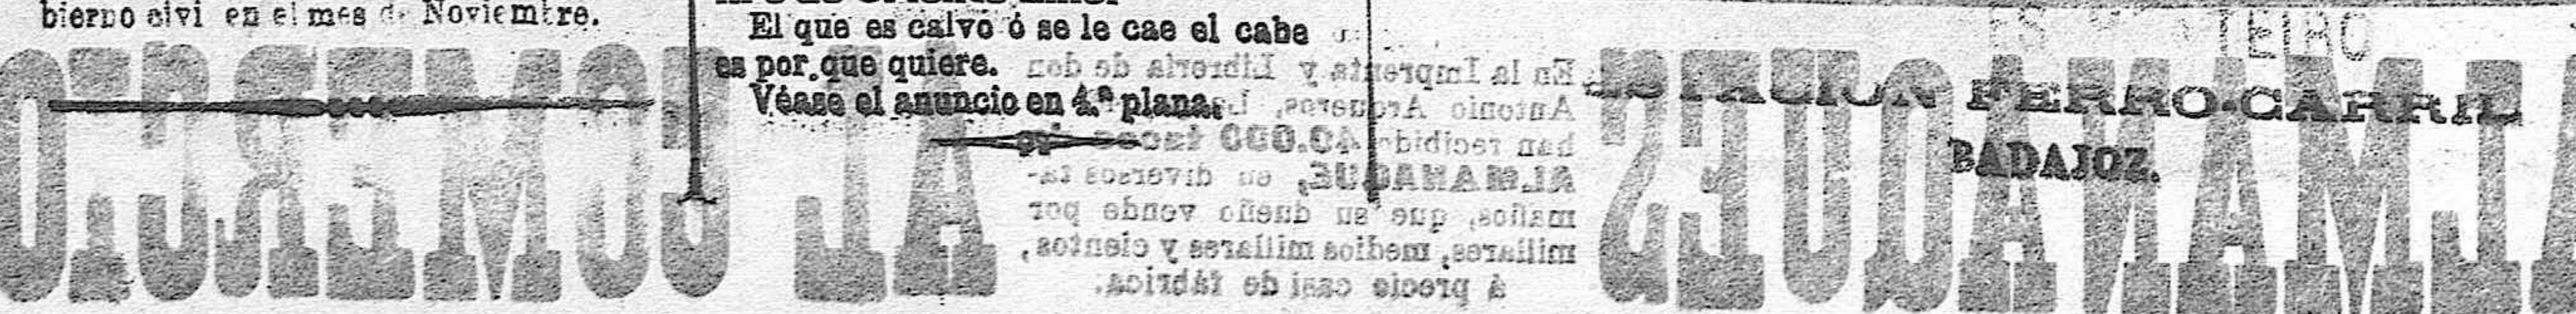 bierno civi en el mes de Noviembre.
El que es calvo ó se le cae el cabe
es por que quiere.
Véase el anuncio en 4.ª plana.
ESTACION FERRO-CARRIL
BADAJOZ.
AL COMERCIO
En la Imprenta y Librería de don
Antonio Arqueros,
han recibido 40.000 tacos
ALMANAQUE, en diversos ta-
maños, que su dueño vende por
millares, medios millares y cientos,
á precio casi de fábrica.
ALMANAQUES